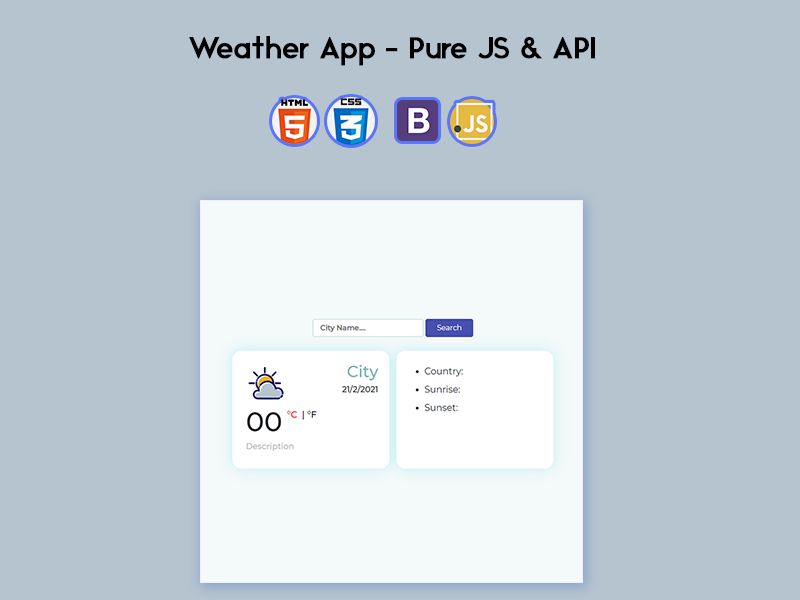 Weather App - Pure JS & API
HTML
5
CSS
3
B
JS
City Name....
Search
City
21/2/2021
00 °C | °F
Description
• Country:
• Sunrise:
• Sunset: